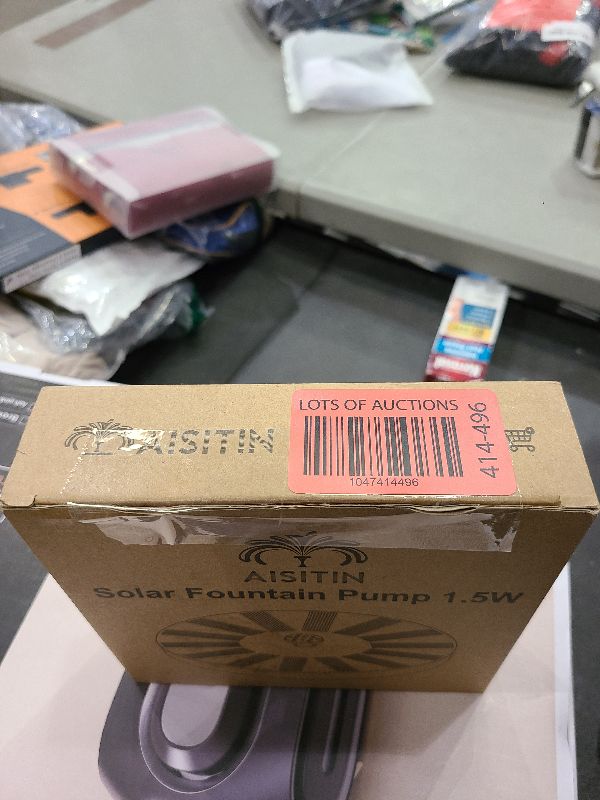 AISITIN
LOTS OF AUCTIONS
1047414496
414-496
AISITIN
Solar Fountain Pump 1.5W